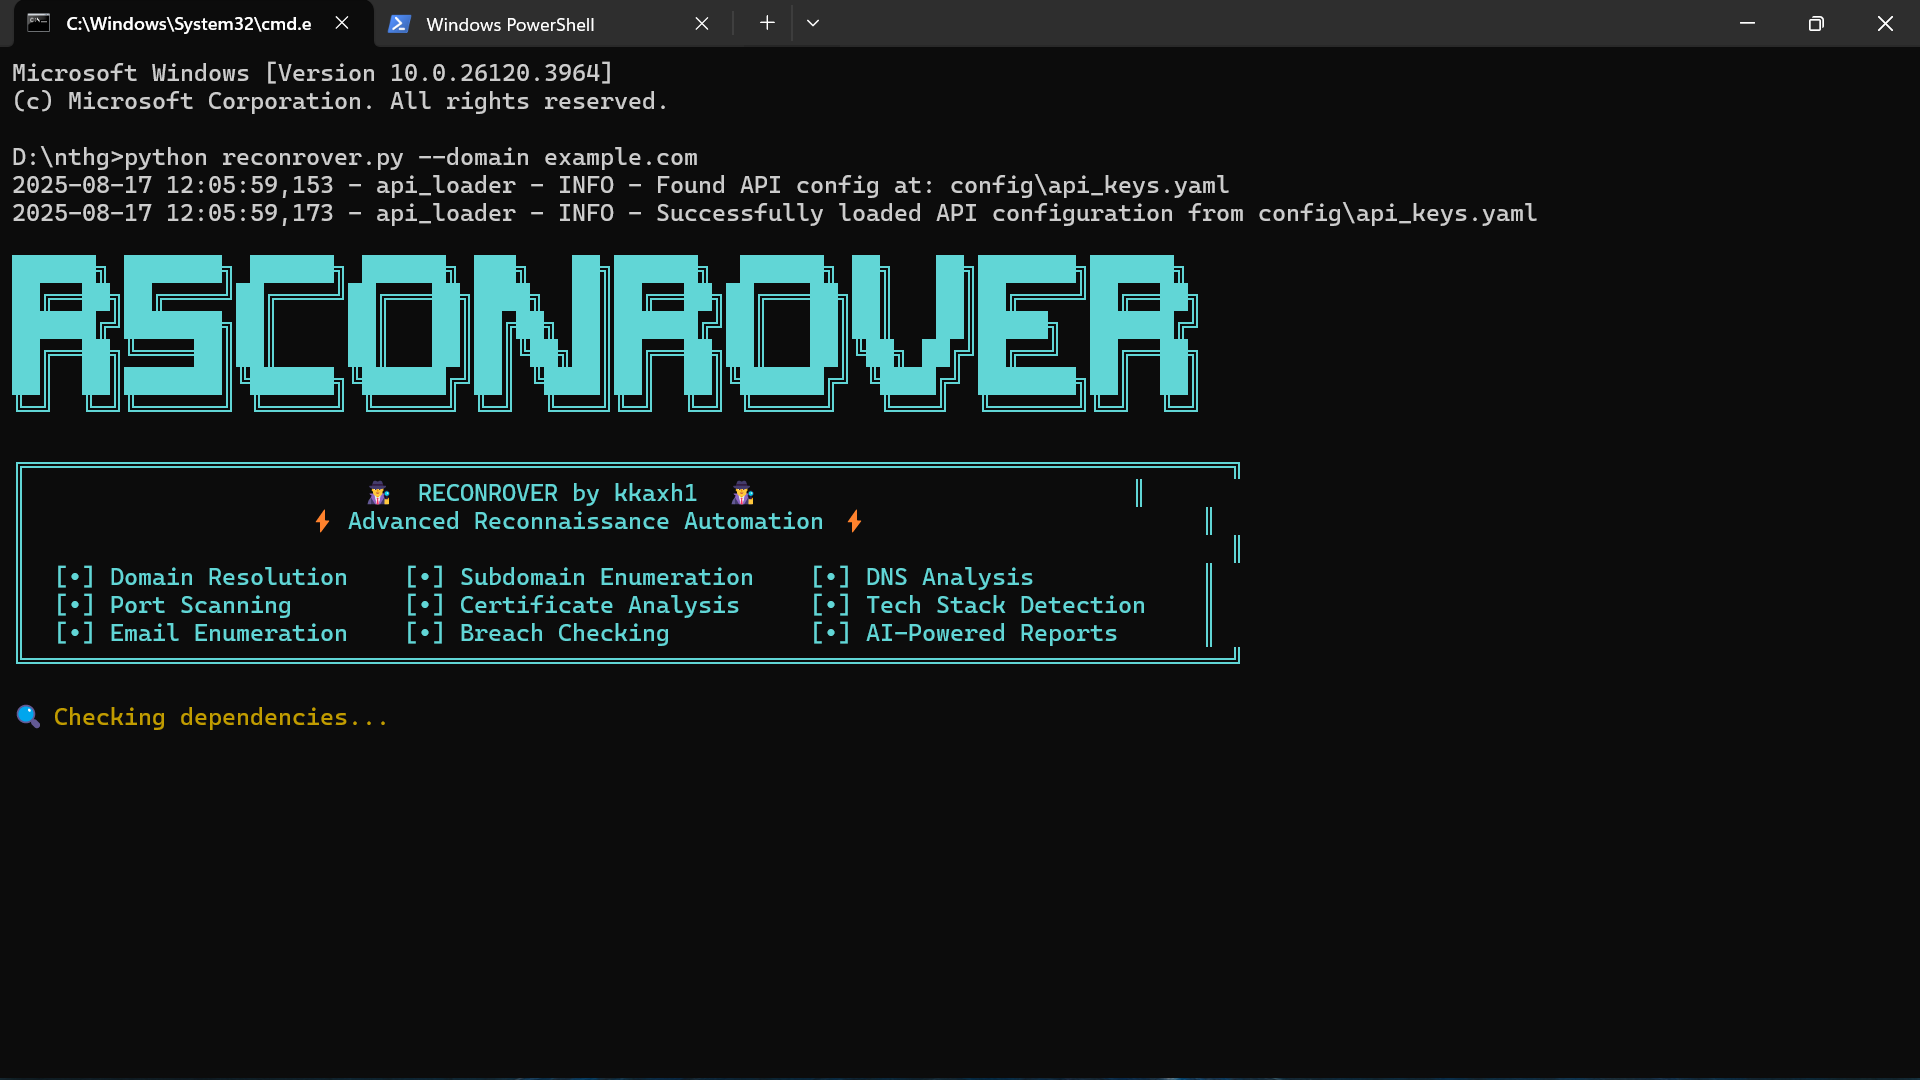 C:\Windows\System32\cmd.e
Windows PowerShell
Microsoft Windows [Version 10.0.26120.3964]
(c) Microsoft Corporation. All rights reserved.
D:\nthg>python reconrover.py --domain example.com
2025-08-17 12:05:59,153 - api_loader - INFO - Found API config at: config\api_keys.yaml
2025-08-17 12:05:59,173 - api_loader - INFO - Successfully loaded API configuration from config\api_keys.yaml
RSCONROVER
RECONROVER by kkaxh1
Advanced Reconnaissance Automation
[•] Domain Resolution [•] Subdomain Enumeration [•] DNS Analysis
[•] Port Scanning [•] Certificate Analysis [•] Tech Stack Detection
[•] Email Enumeration [•] Breach Checking [•] AI-Powered Reports
Checking dependencies...